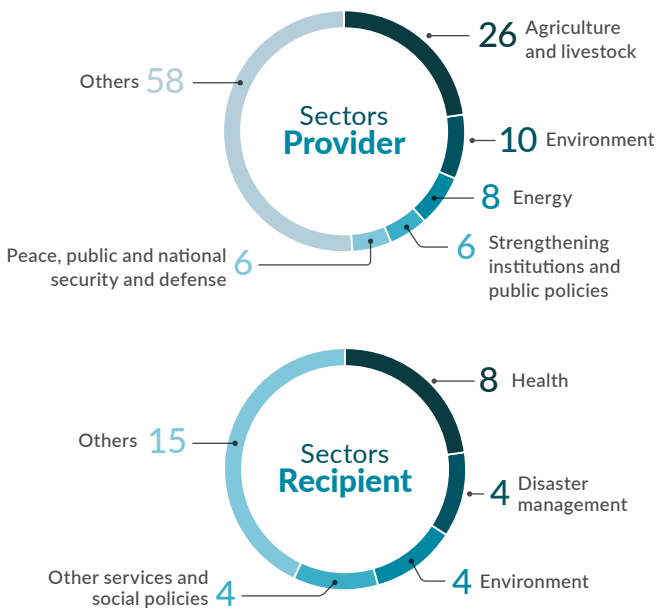 26 Agriculture
and livestock
Others 58
Sectors
Provider
10 Environment
8 Energy
6 Strengthening
institutions and
public policies
Peace, public and national
security and defense 6
8 Health
Others 15
Sectors
Recipient
4 Disaster
management
4 Environment
Other services and
social policies 4